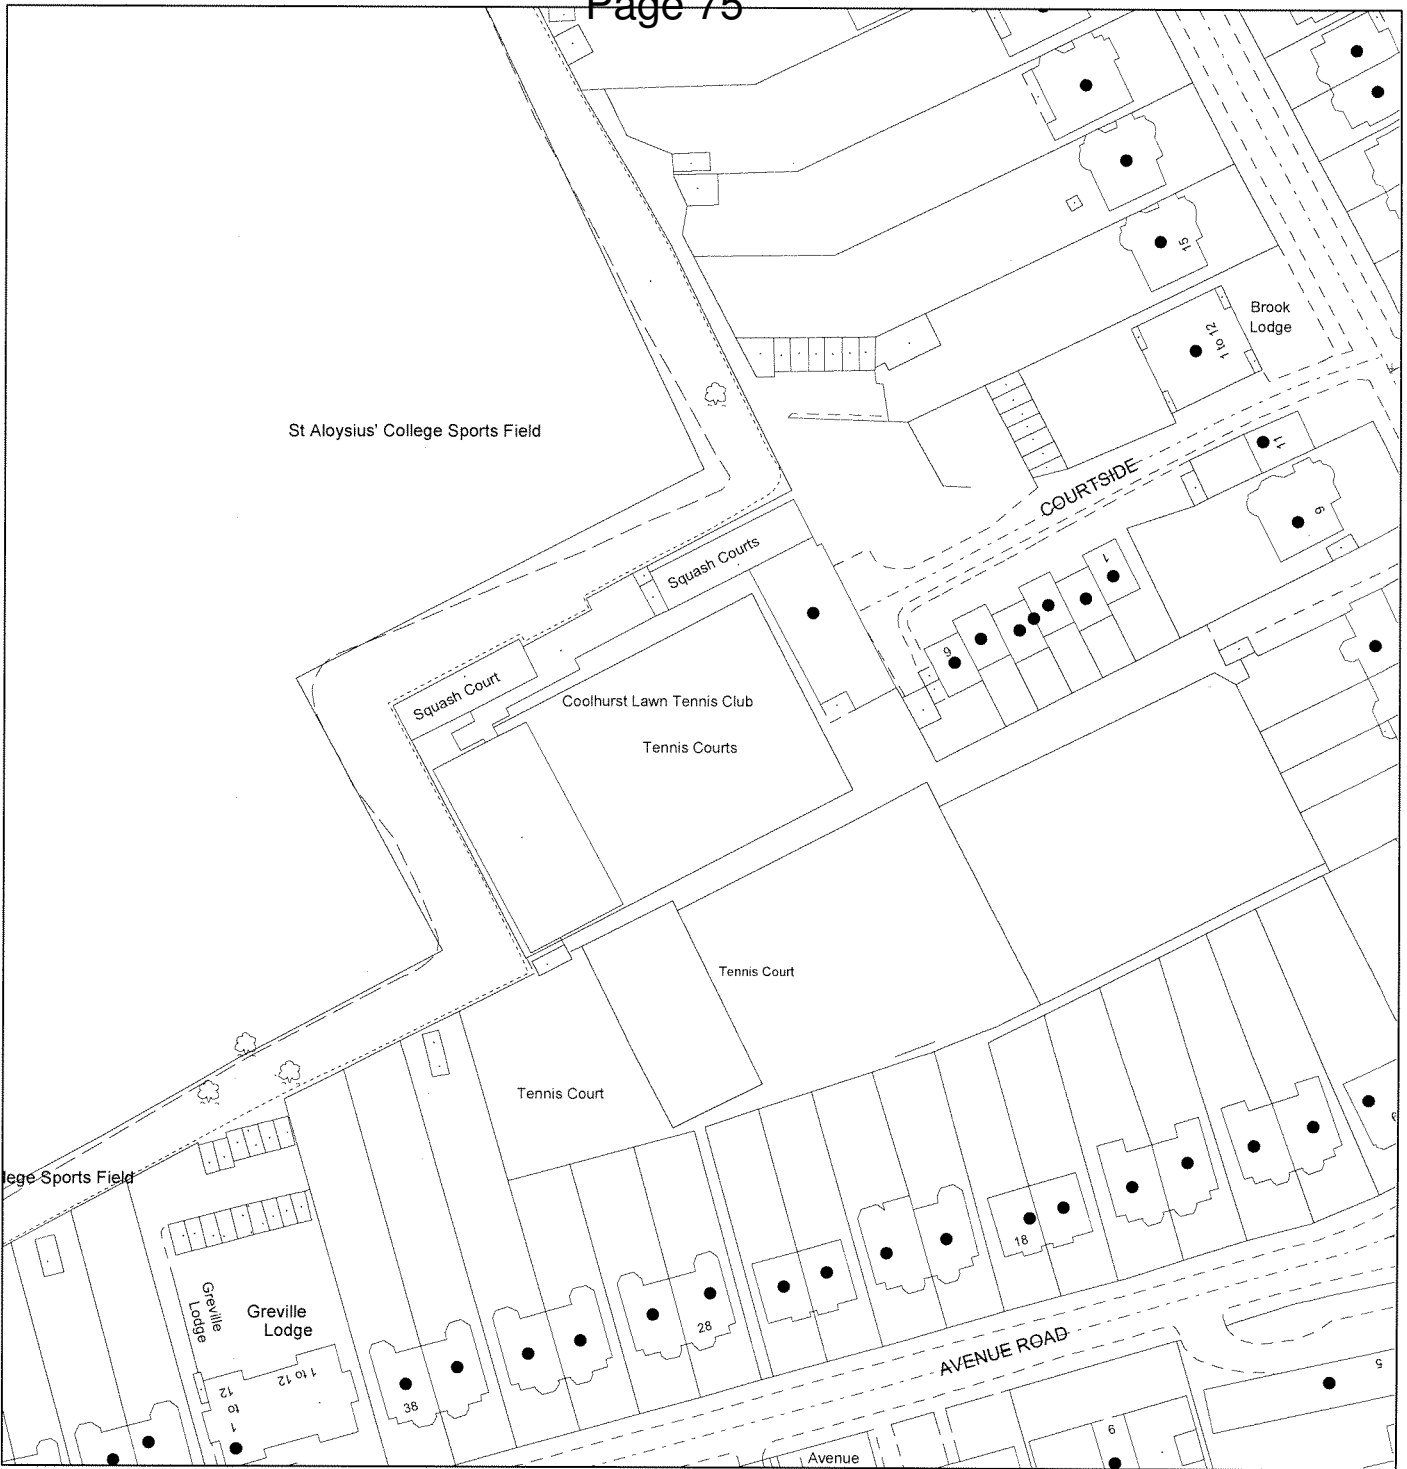 Page 75
15
Brook
Lodge
1 to 12
St Aloysius' College Sports Field
11
COURTSIDE
9
Squash Courts
1
9
Squash Court
Coolhurst Lawn Tennis Club
Tennis Courts
Tennis Court
Tennis Court
lege Sports Field
18
Greville
Lodge
Greville
Lodge
28
AVENUE ROAD
1 to 12
1 to 12
38
5
9
Avenue